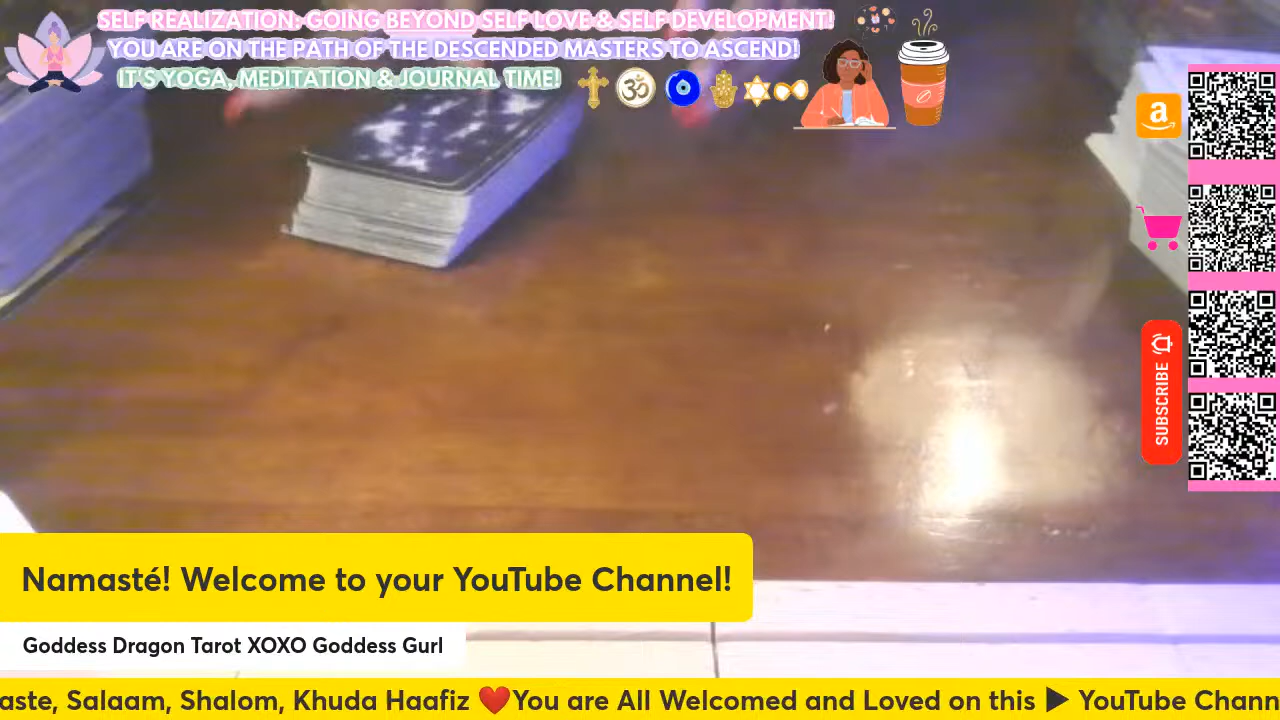 SELF REALIZATION: GOING BEYOND SELF LOVE & SELF DEVELOPMENT!
YOU ARE ON THE PATH OF THE DESCENDED MASTERS TO ASCEND!
IT'S YOGA, MEDITATION & JOURNAL TIME!
ॐ
a
SUBSCRIBE
Namasté! Welcome to your YouTube Channel!
Goddess Dragon Tarot XOXO Goddess Gurl
aste, Salaam, Shalom, Khuda Haafiz ❤️You are All Welcomed and Loved on this ▶ YouTube Chann